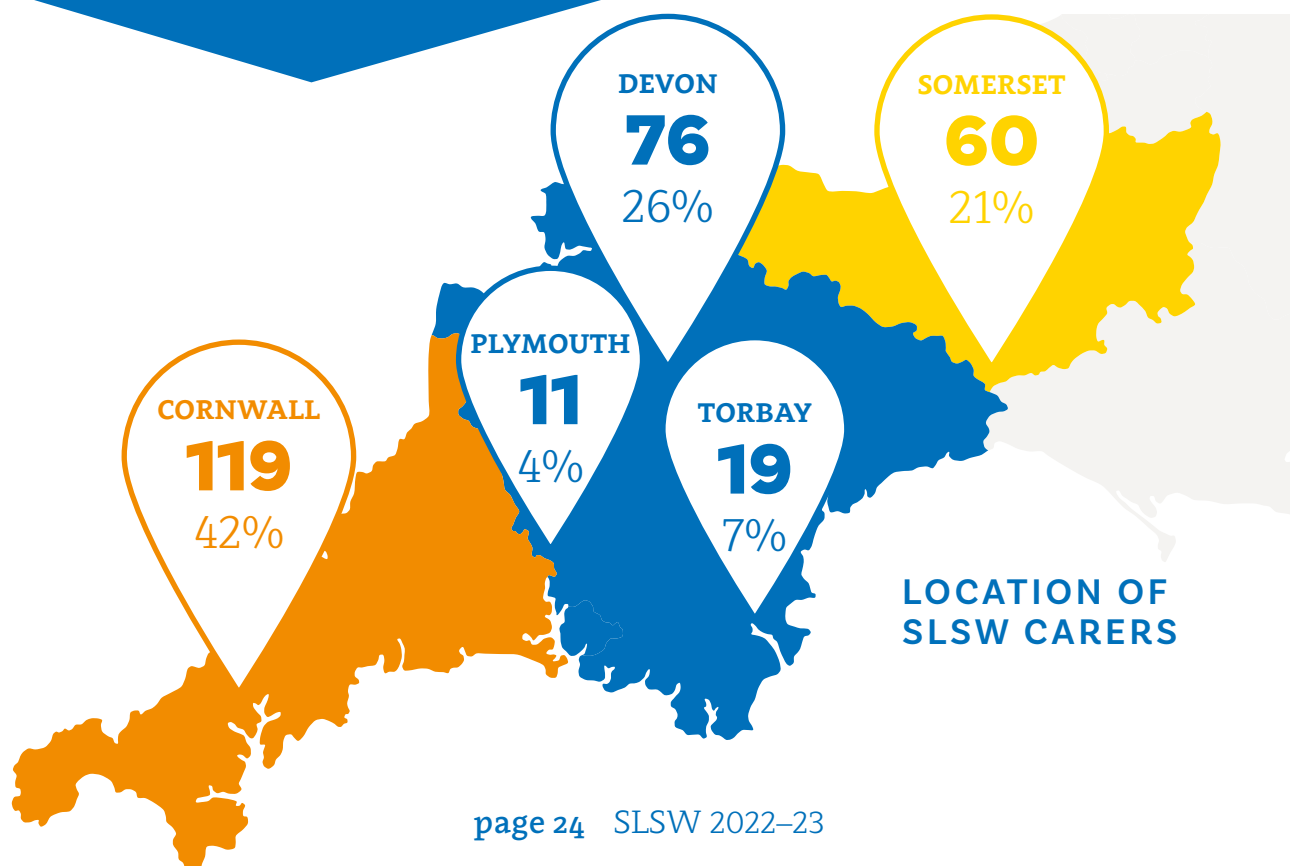 DEVON
76
26%
SOMERSET
60
21%
PLYMOUTH
11
4%
CORNWALL
119
42%
TORBAY
19
7%
LOCATION OF
SLSW CARERS
page 24 SLSW 2022–23